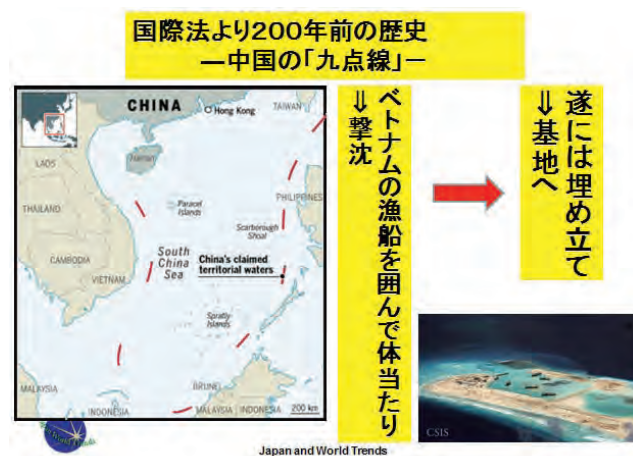 国際法より200年前の歴史
―中国の「九点線」－
CHINA
Hong Kong
TAIWAN
LAOS
Hainan
Paracel
Islands
THAILAND
PHILIPPINES
Scarborough
Shoal
South
China
Sea
China's claimed
territorial waters
CAMBODIA
VIETNAM
Spratly
Islands
BRUNEI
MALAYSIA
INDONESIA
MALAYSIA
INDONESIA
200 km
ベトナムの漁船を囲んで体当たり
⇓撃沈
遂には埋め立て
⇓基地へ
CSIS
Japan and World Trends